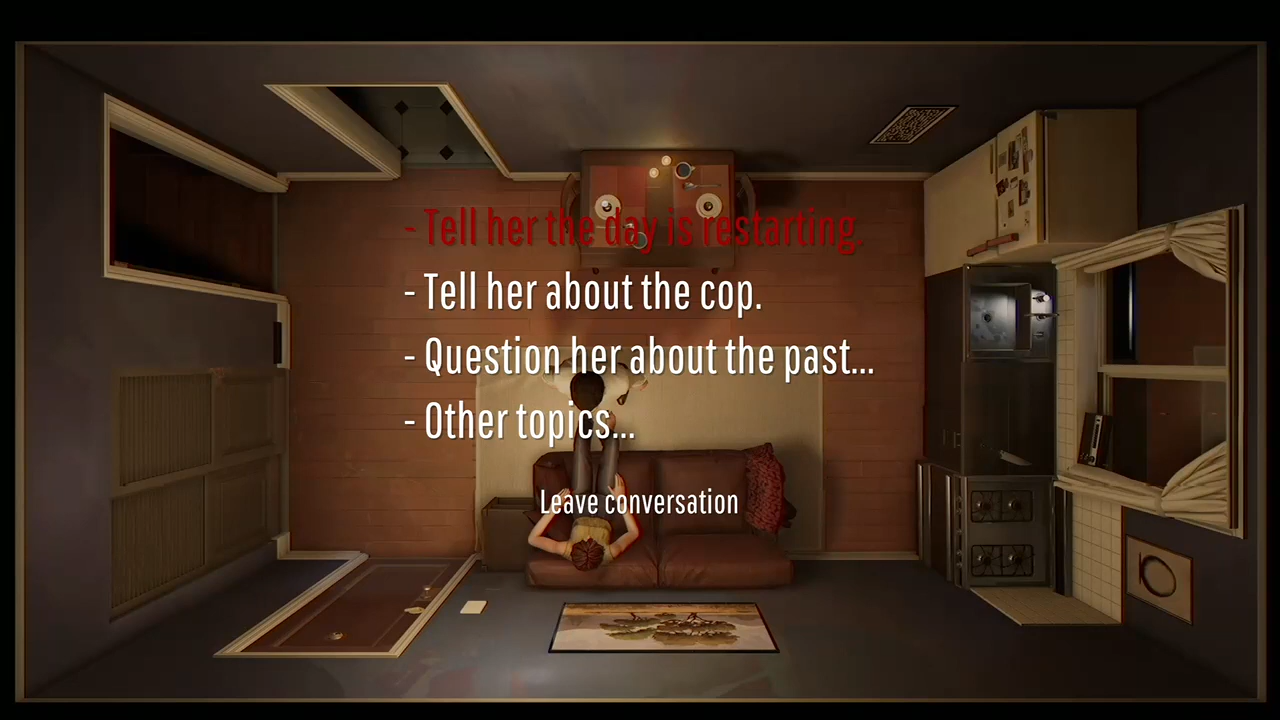 - Tell her the day is restarting.
- Tell her about the cop.
- Question her about the past...
- Other topics...
Leave conversation